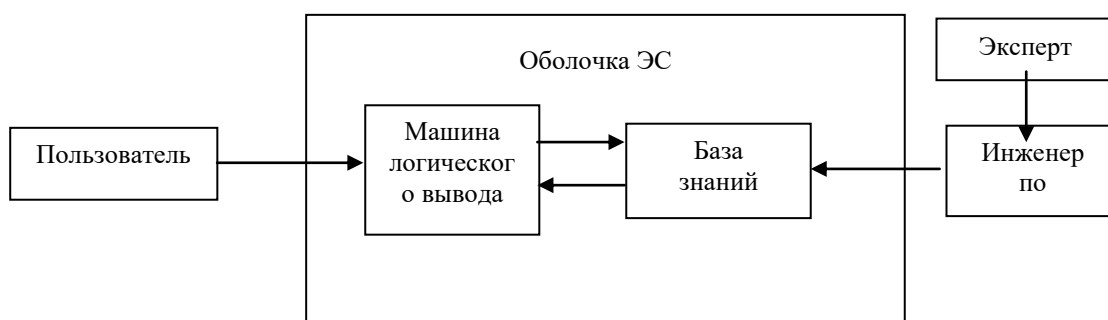 Оболочка ЭС
Эксперт
Пользователь
Машина
логическог
о вывода
База
знаний
Инженер
по